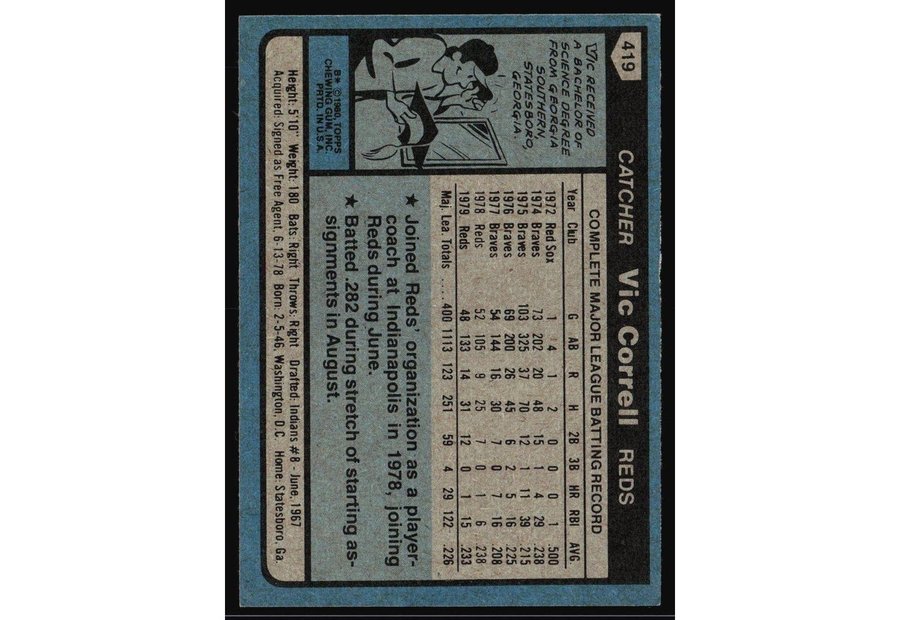 419
CATCHER Vic Correll REDS
VIC RECEIVED
A BACHELOR OF
SCIENCE DEGREE
FROM GEORGIA
SOUTHERN,
STATESBORO,
GEORGIA.
B* © 1980, TOPPS
CHEWING GUM, INC.
PRTD. IN U.S.A.
COMPLETE MAJOR LEAGUE BATTING RECORD
Year Club G AB R H 2B 3B HR RBI AVG.
1972 Red Sox 1 4 1 2 0 0 0 1 .500
1974 Braves 73 202 20 48 15 1 4 29 .238
1975 Braves 103 325 37 70 12 1 11 39 .215
1976 Braves 69 200 26 45 6 2 5 16 .225
1977 Braves 54 144 16 30 7 0 7 16 .208
1978 Reds 52 105 9 25 7 0 1 6 .238
1979 Reds 48 133 14 31 12 0 1 15 .233
Maj. Lea. Totals ..... 400 1113 123 251 59 4 29 122 .226
★ Joined Reds' organization as a player-
coach at Indianapolis in 1978, joining
Reds during June.
★ Batted .282 during stretch of starting as-
signments in August.
Height: 5'10" Weight: 180 Bats: Right Throws: Right Drafted: Indians #8 - June, 1967
Acquired: Signed as Free Agent, 6-13-78 Born: 2-5-46, Washington, D.C Home: Statesboro, Ga.